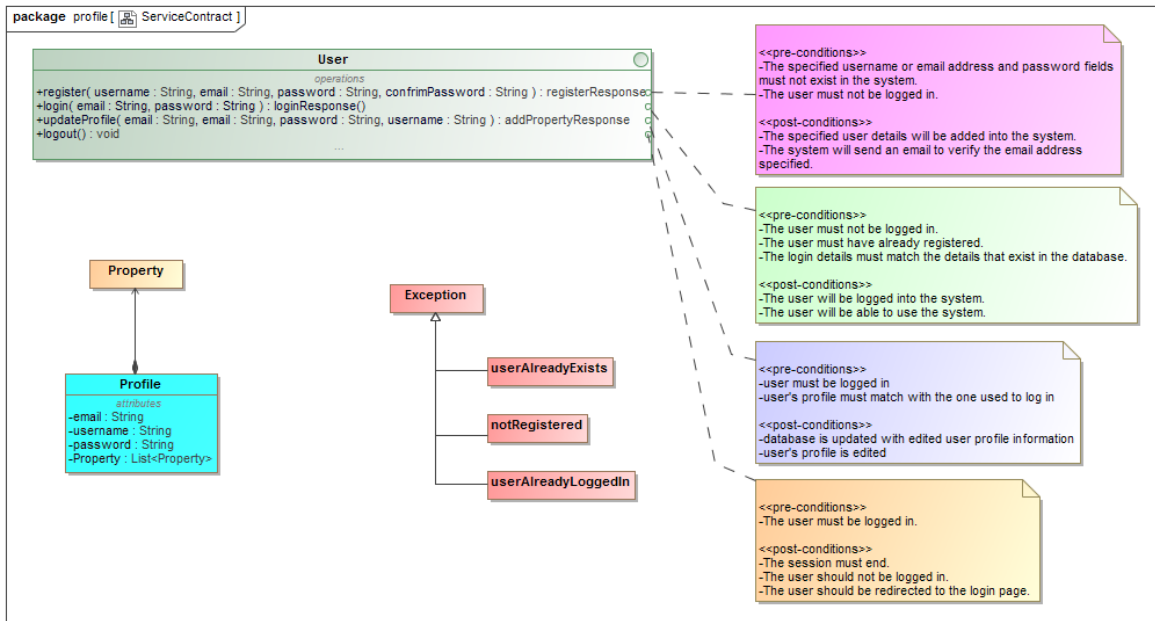 package profile[ ServiceContract ]
User
operations
+register( username : String, email : String, password : String, confrimPassword : String ) : registerResponse
+login( email : String, password : String ) : loginResponse()
+updateProfile( email : String, email : String, password : String, username : String ) : addPropertyResponse
+logout() : void
...
<<pre-conditions>>
-The specified username or email address and password fields
must not exist in the system.
-The user must not be logged in.
<<post-conditions>>
-The specified user details will be added into the system.
-The system will send an email to verify the email address
specified.
<<pre-conditions>>
-The user must not be logged in.
-The user must have already registered.
-The login details must match the details that exist in the database.
<<post-conditions>>
-The user will be logged into the system.
-The user will be able to use the system.
Property
Profile
attributes
-email : String
-username : String
-password : String
-Property : List<Property>
Exception
userAlreadyExists
notRegistered
userAlreadyLoggedIn
<<pre-conditions>>
-user must be logged in
-user's profile must match with the one used to log in
<<post-conditions>>
-database is updated with edited user profile information
-user's profile is edited
<<pre-conditions>>
-The user must be logged in.
<<post-conditions>>
-The session must end.
-The user should not be logged in.
-The user should be redirected to the login page.